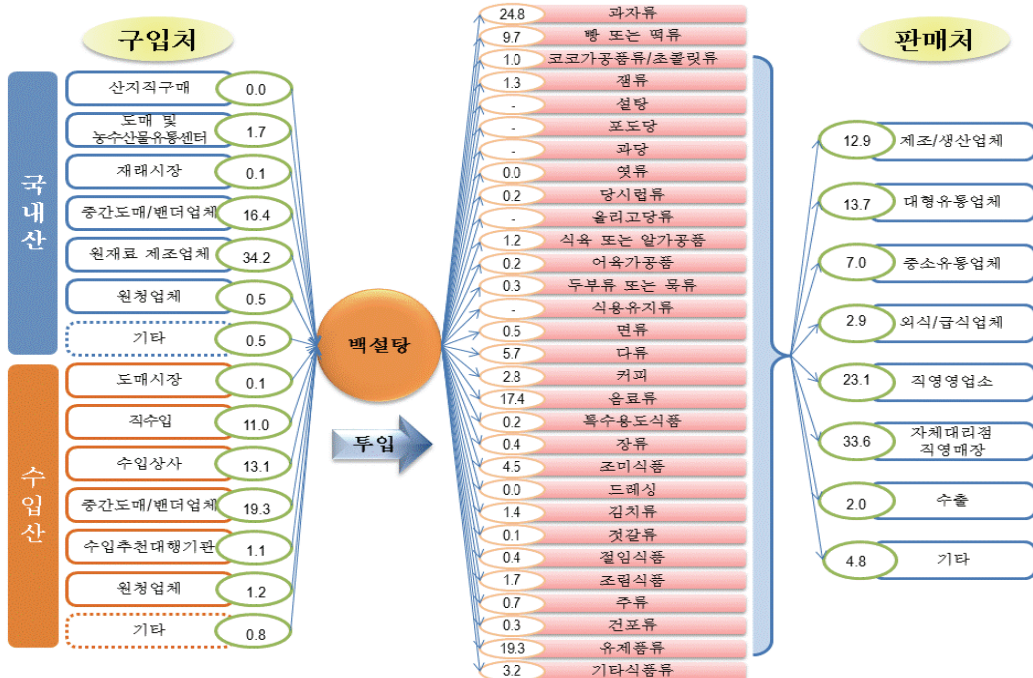 구입처
국내산
산지직구매
0.0
도매 및
농수산물유통센터
1.7
재래시장
0.1
중간도매/밴더업체
16.4
원재료 제조업체
34.2
원청업체
0.5
기타
0.5
수입산
도매시장
0.1
직수입
11.0
수입상사
13.1
중간도매/밴더업체
19.3
수입추천대행기관
1.1
원청업체
1.2
기타
0.8
백설탕
투입
24.8 과자류
9.7 빵 또는 떡류
1.0 코코가공품류/초콜릿류
1.3 잼류
- 설탕
- 포도당
- 과당
0.0 엿류
0.2 당시럽류
- 올리고당류
1.2 식육 또는 알가공품
0.2 어육가공품
0.3 두부류 또는 묵류
- 식용유지류
0.5 면류
5.7 다류
2.8 커피
17.4 음료류
0.2 특수용도식품
0.4 장류
4.5 조미식품
0.0 드레싱
1.4 김치류
0.1 젓갈류
0.4 절임식품
1.7 조림식품
0.7 주류
0.3 건포류
19.3 유제품류
3.2 기타식품류
판매처
12.9 제조/생산업체
13.7 대형유통업체
7.0 중소유통업체
2.9 외식/급식업체
23.1 직영영업소
33.6 자체대리점
직영매장
2.0 수출
4.8 기타